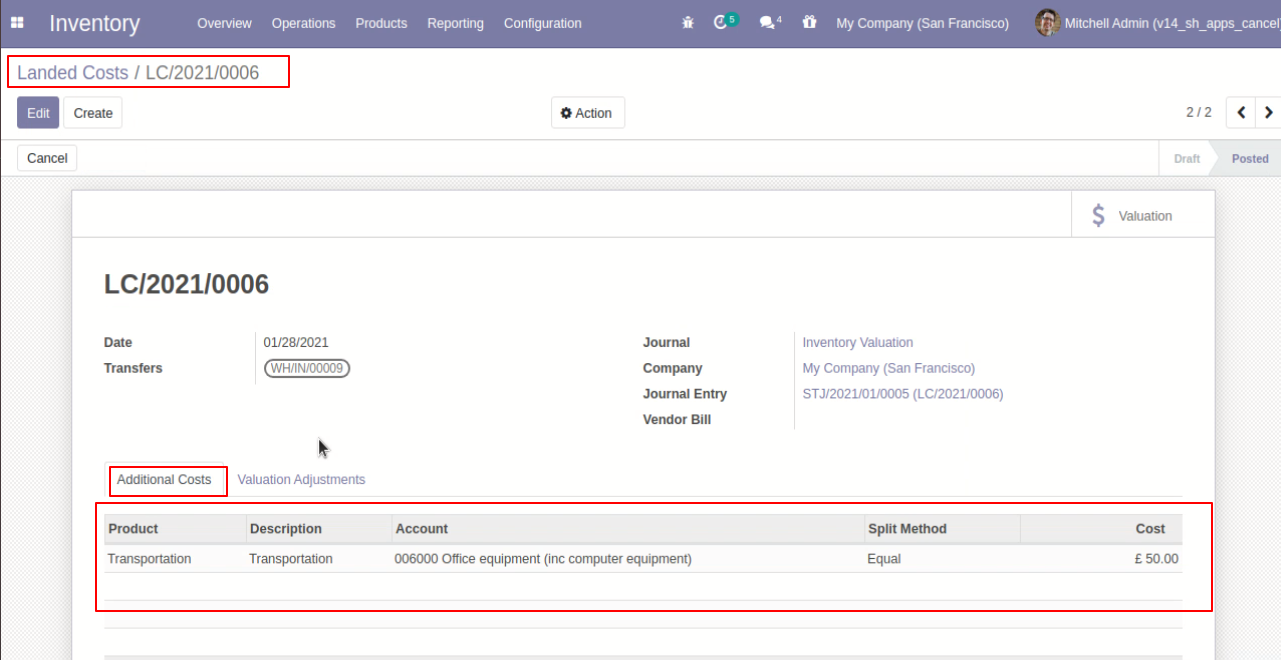 Inventory Overview Operations Products Reporting Configuration 5 4 My Company (San Francisco) Mitchell Admin (v14_sh_apps_cancel
Landed Costs / LC/2021/0006
Edit Create Action 2 / 2
Cancel Draft Posted
$ Valuation
LC/2021/0006
Date 01/28/2021 Journal Inventory Valuation
Transfers WH/IN/00009 Company My Company (San Francisco)
Journal Entry STJ/2021/01/0005 (LC/2021/0006)
Vendor Bill
Additional Costs Valuation Adjustments
Product Description Account Split Method Cost
Transportation Transportation 006000 Office equipment (inc computer equipment) Equal £ 50.00